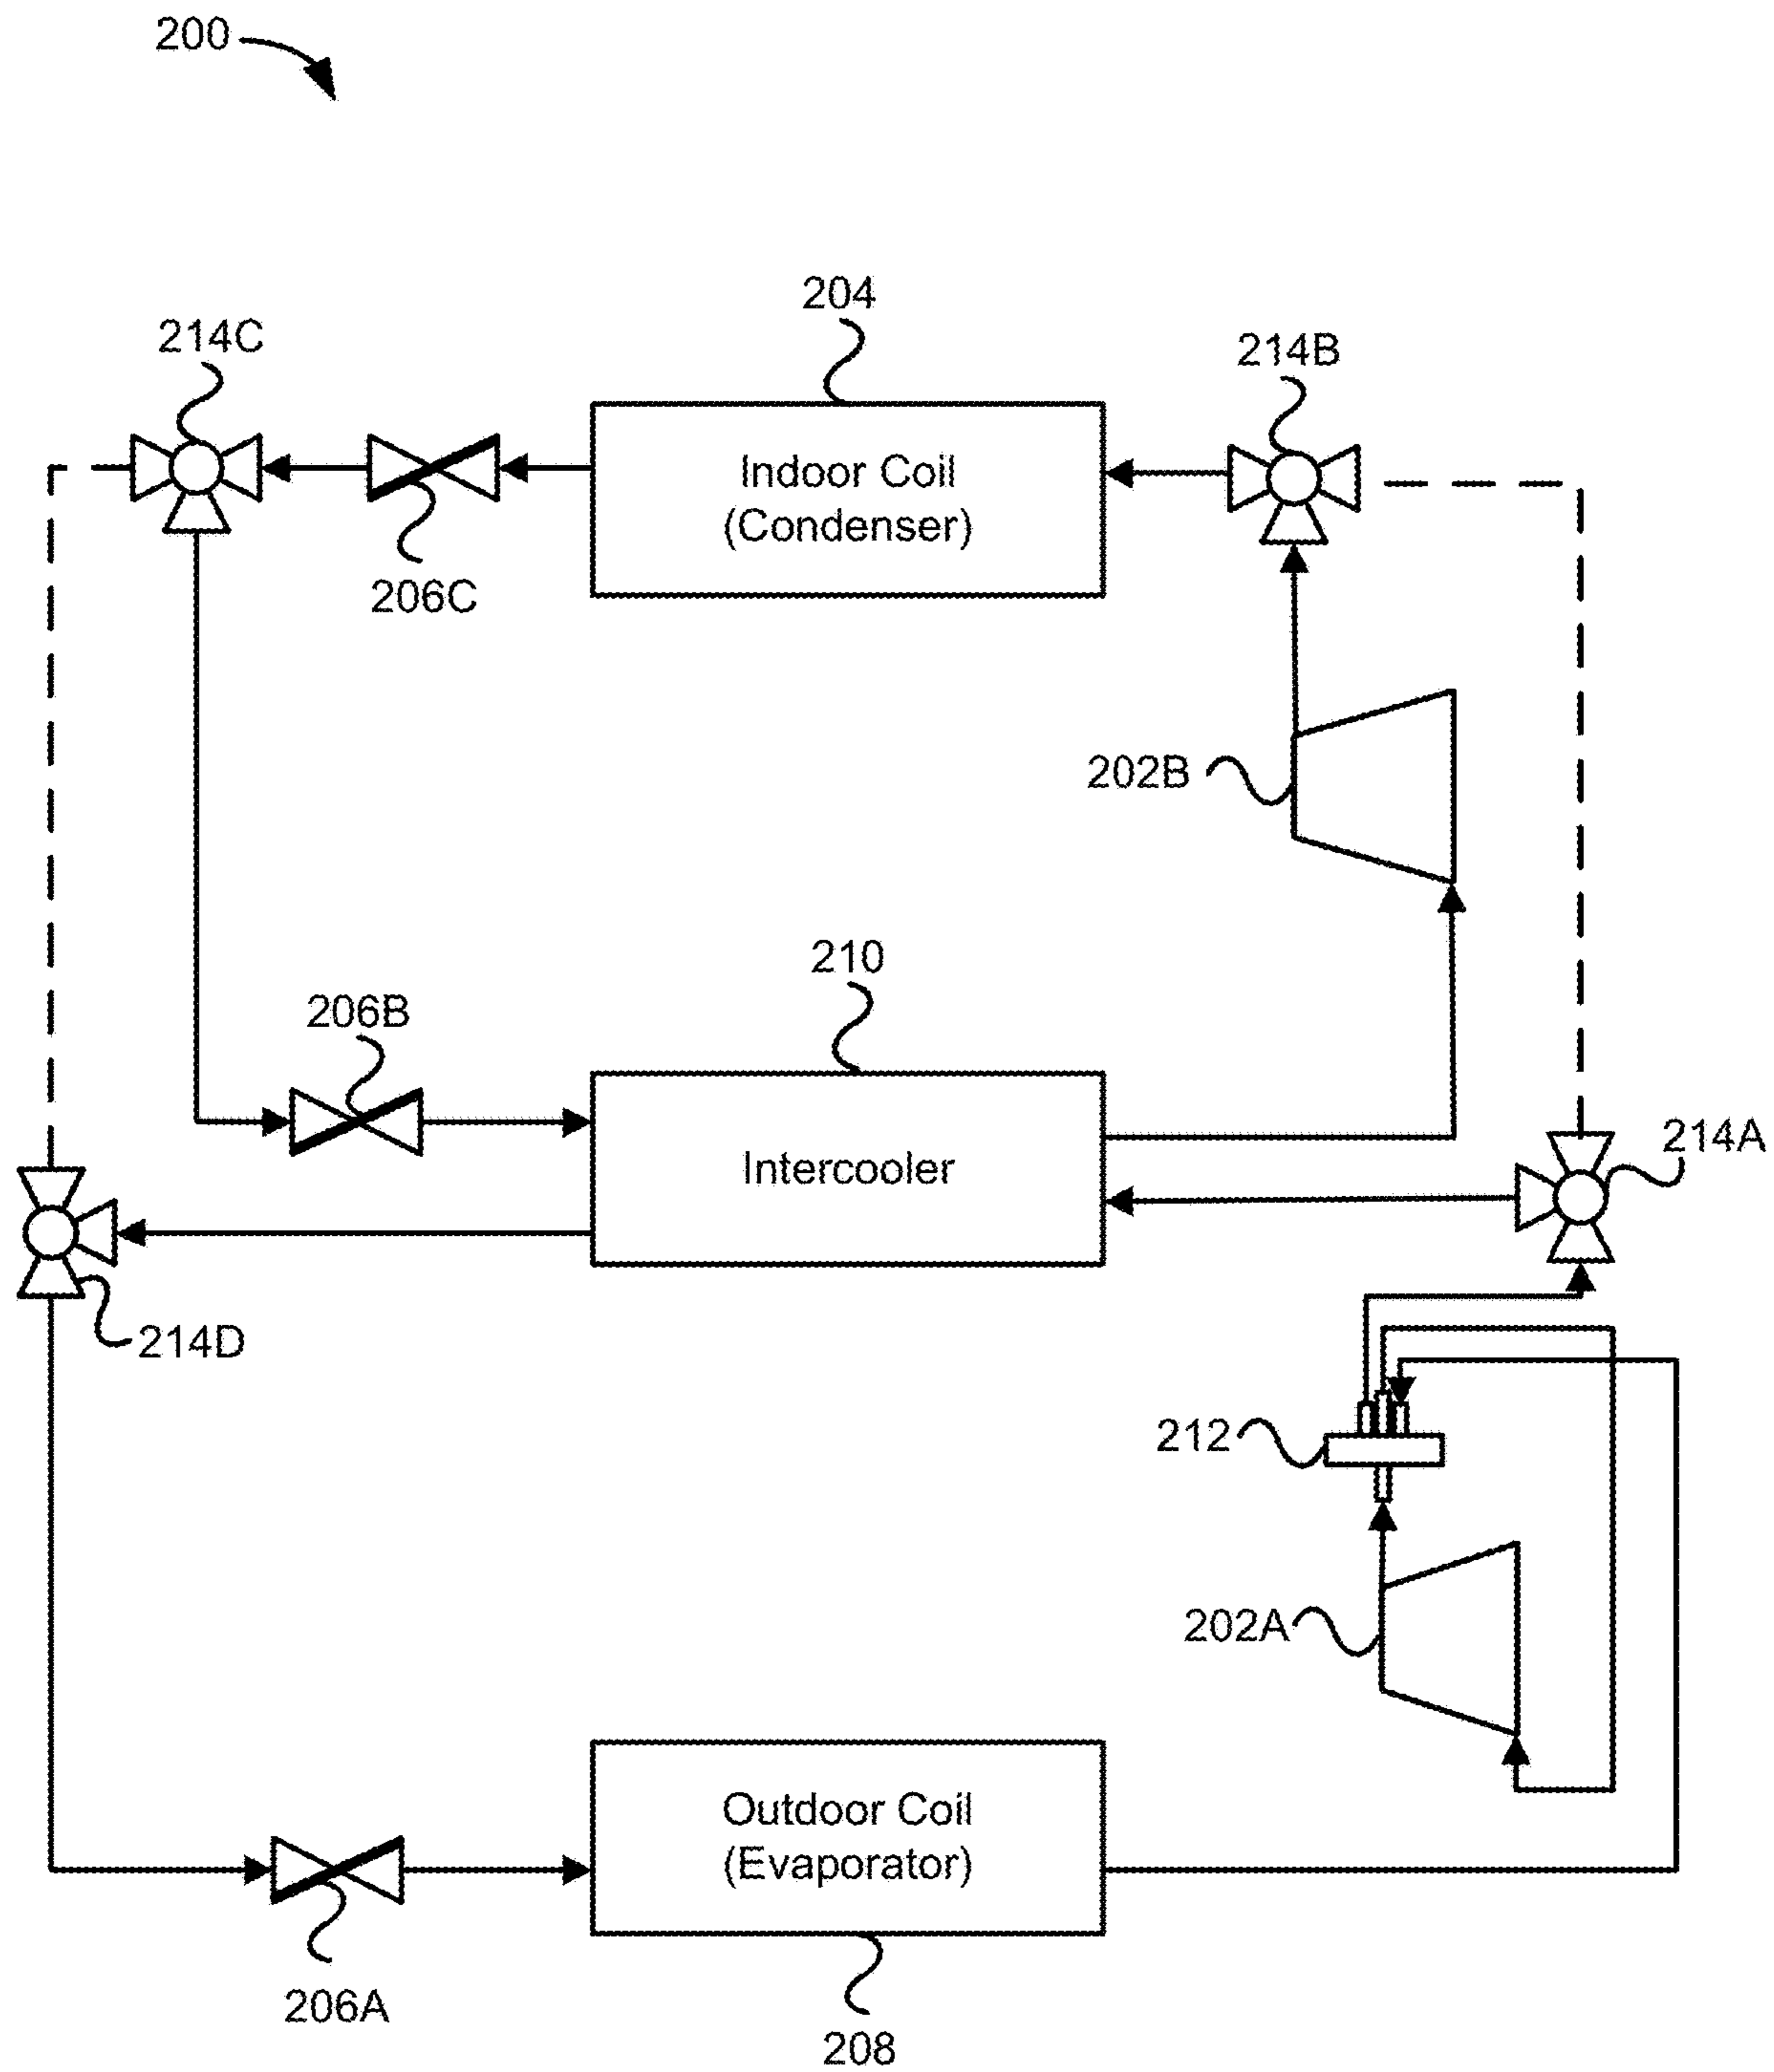 200
204
214C
214B
Indoor Coil
(Condenser)
206C
202B
210
206B
214A
Intercooler
214D
212
202A
Outdoor Coil
(Evaporator)
206A
208